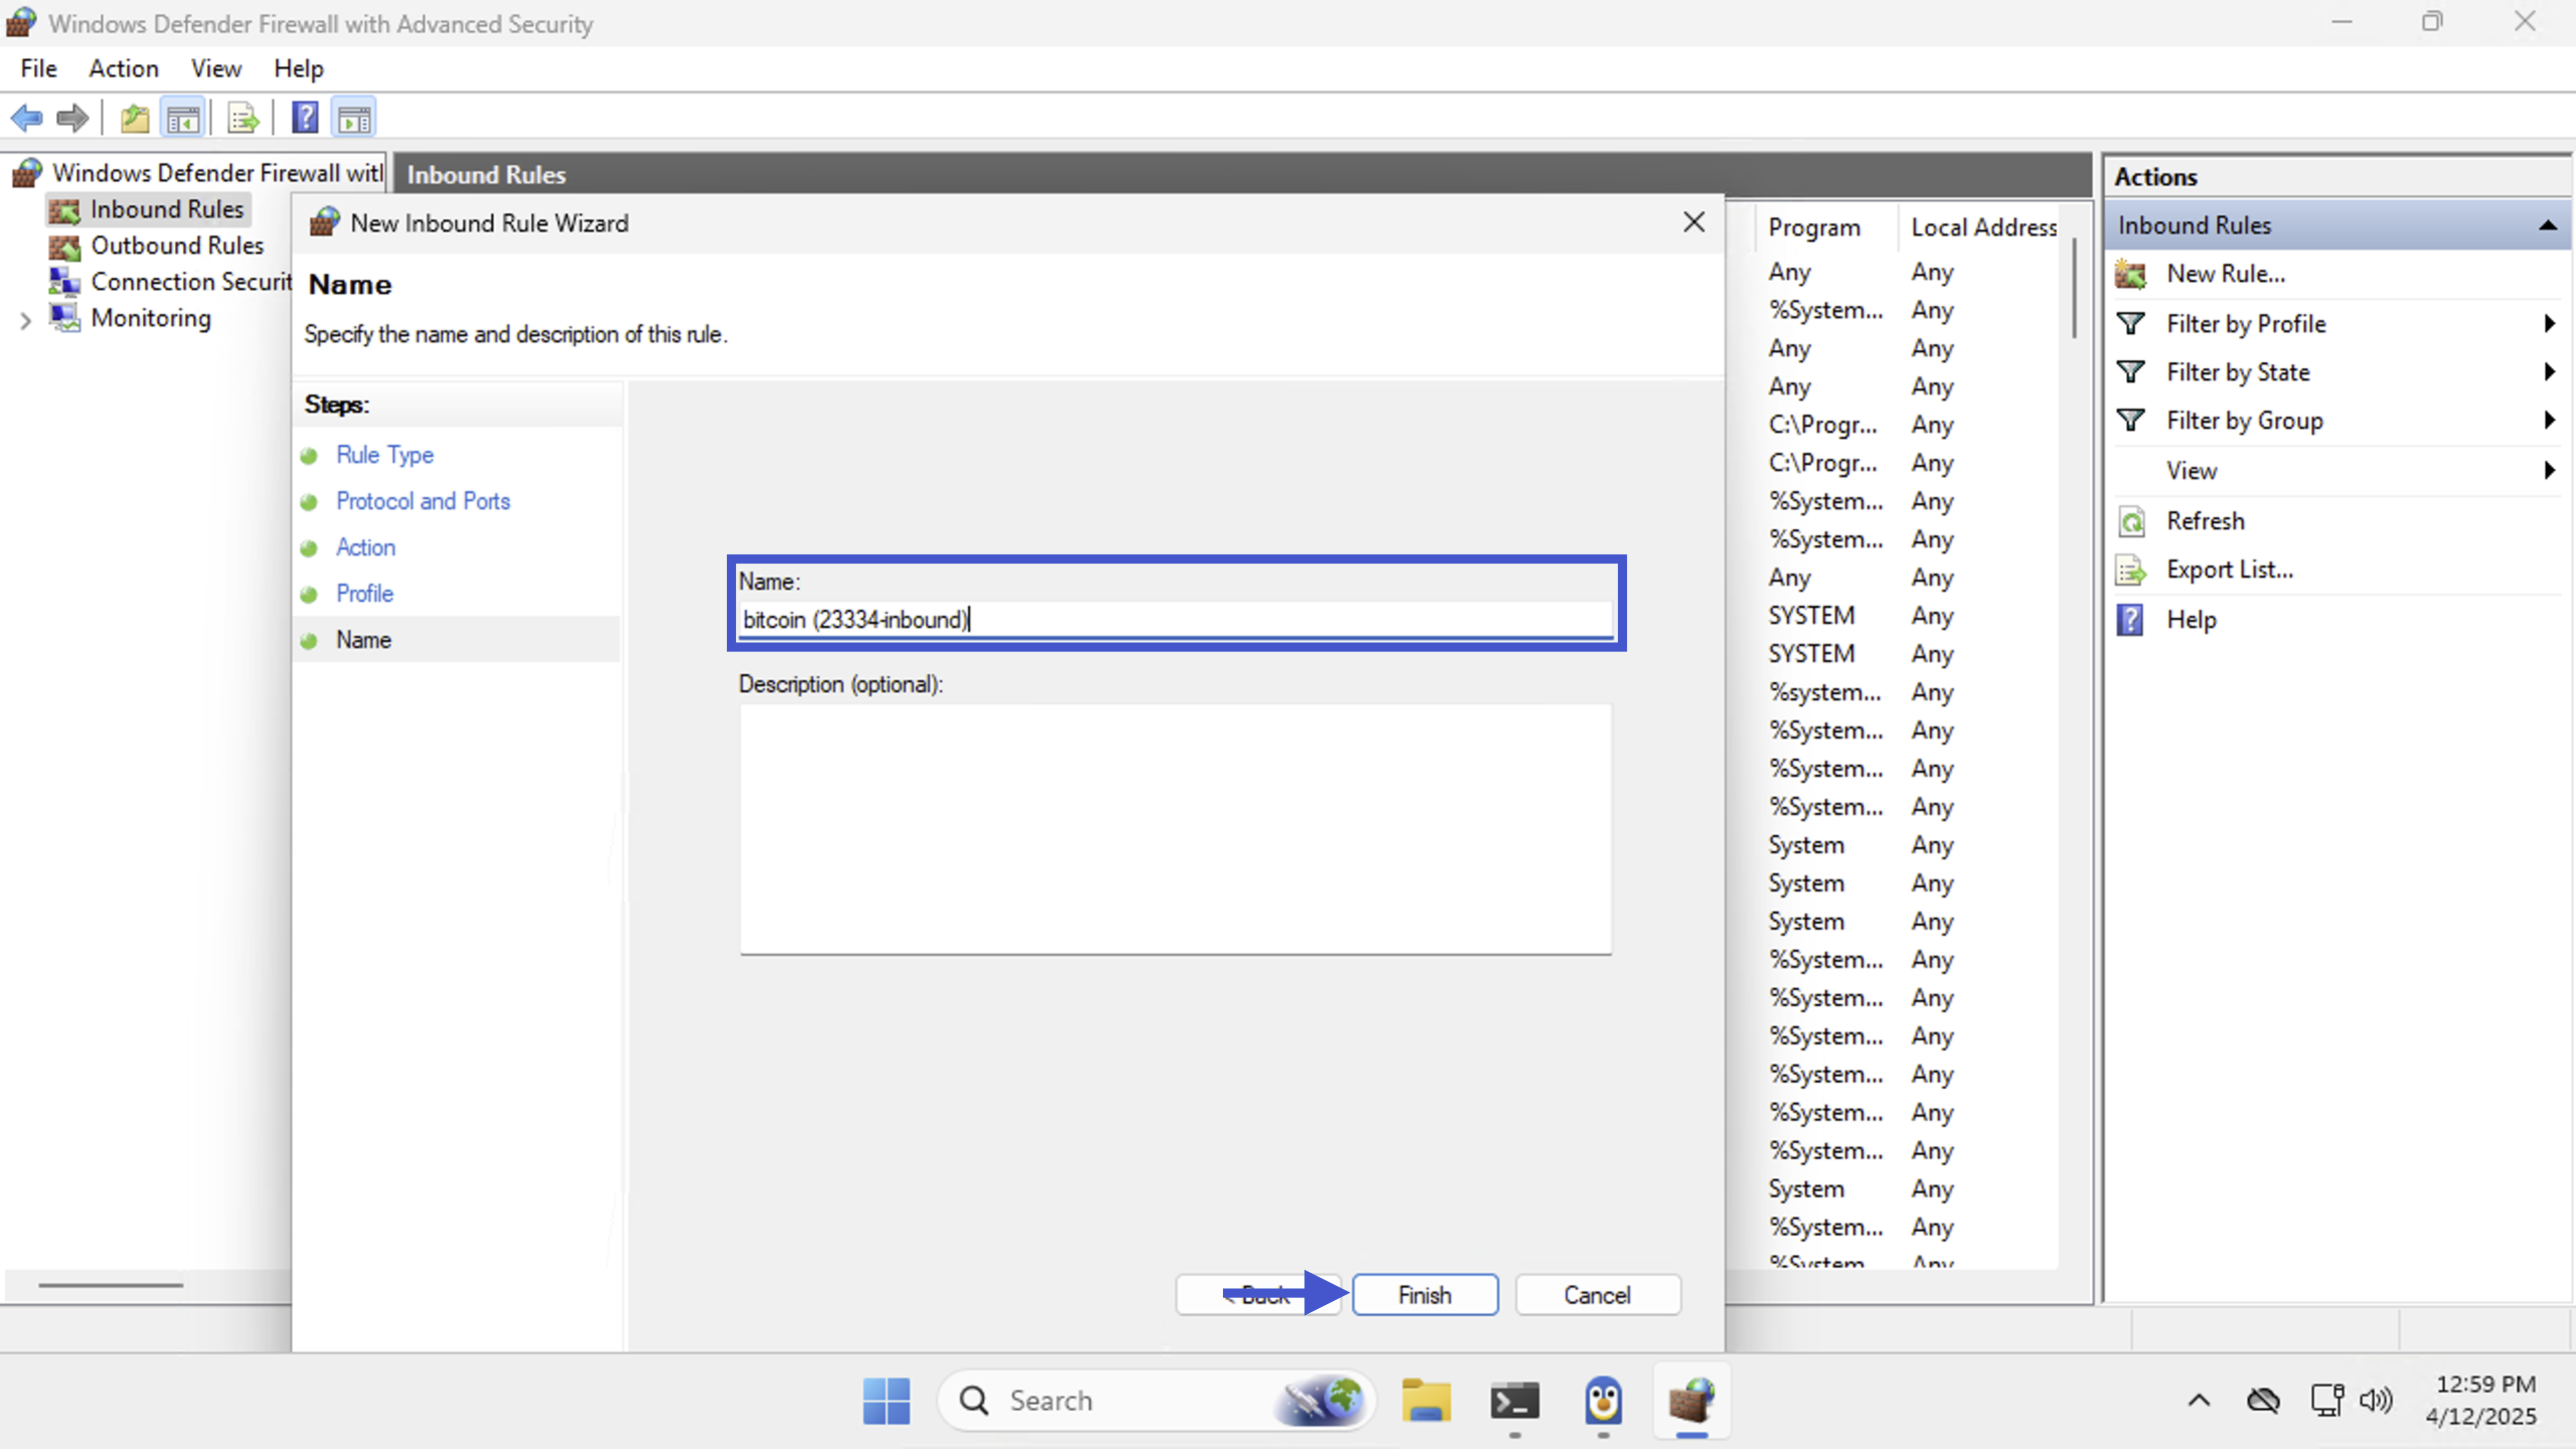 Windows Defender Firewall with Advanced Security
File Action View Help
Windows Defender Firewall with
Inbound Rules
Outbound Rules
Connection Securit
Monitoring
Inbound Rules
New Inbound Rule Wizard
Name
Specify the name and description of this rule.
Steps:
Rule Type
Protocol and Ports
Action
Profile
Name
Name:
bitcoin (23334-inbound)
Description (optional):
< Back Finish Cancel
Program Local Address
Any Any
%System... Any
Any Any
Any Any
C:\Progr... Any
C:\Progr... Any
%System... Any
%System... Any
Any Any
SYSTEM Any
SYSTEM Any
%system... Any
%System... Any
%System... Any
%System... Any
System Any
System Any
System Any
%System... Any
%System... Any
%System... Any
%System... Any
%System... Any
%System... Any
System Any
%System... Any
%System Any
Actions
Inbound Rules
New Rule...
Filter by Profile
Filter by State
Filter by Group
View
Refresh
Export List...
Help
Search
12:59 PM
4/12/2025